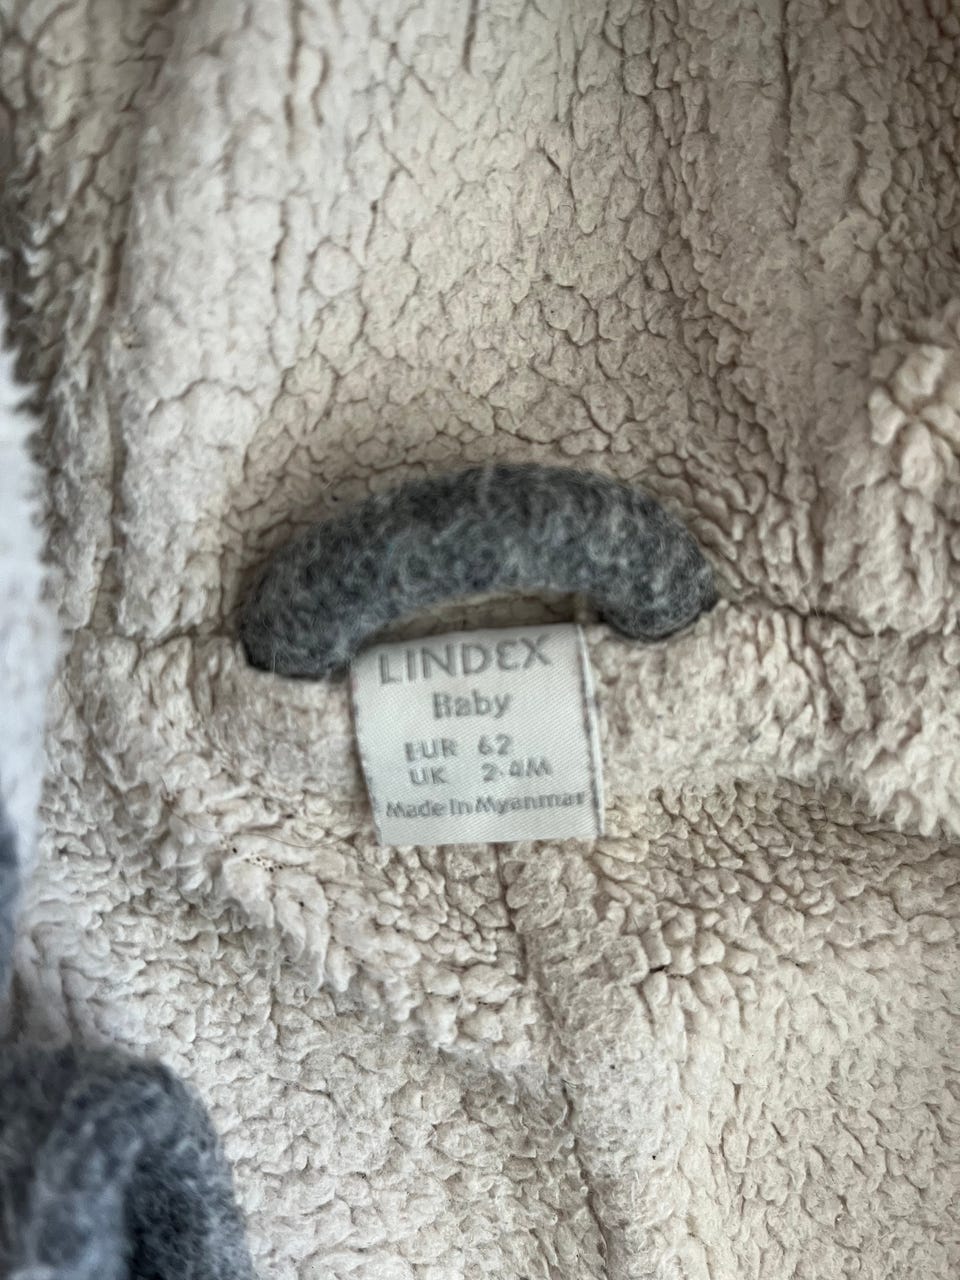 LINDEX
Baby
EUR 62
UK 2-4M
Made In Myanmar